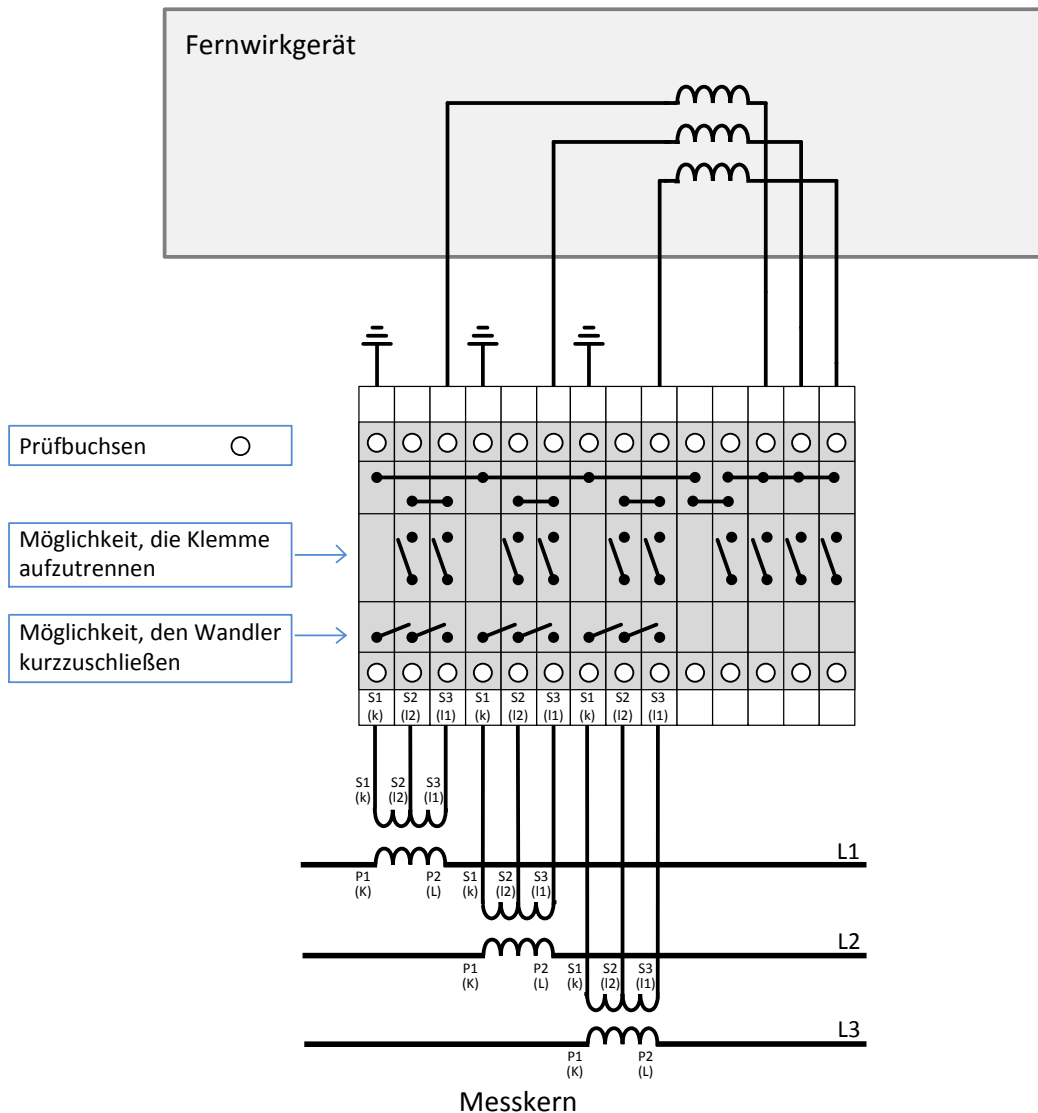 Fernwirkgerät
Prüfbuchsen
Möglichkeit, die Klemme
aufzutrennen
Möglichkeit, den Wandler
kurzzuschließen
S1 S2 S3 S1 S2 S3 S1 S2 S3
(k) (l2) (l1) (k) (l2) (l1) (k) (l2) (l1)
S1 S2 S3
(k) (l2) (l1)
L1
P1 P2 S1 S2 S3
(K) (L) (k) (l2) (l1)
L2
P1 P2 S1 S2 S3
(K) (L) (k) (l2) (l1)
L3
P1 P2
(K) (L)
Messkern